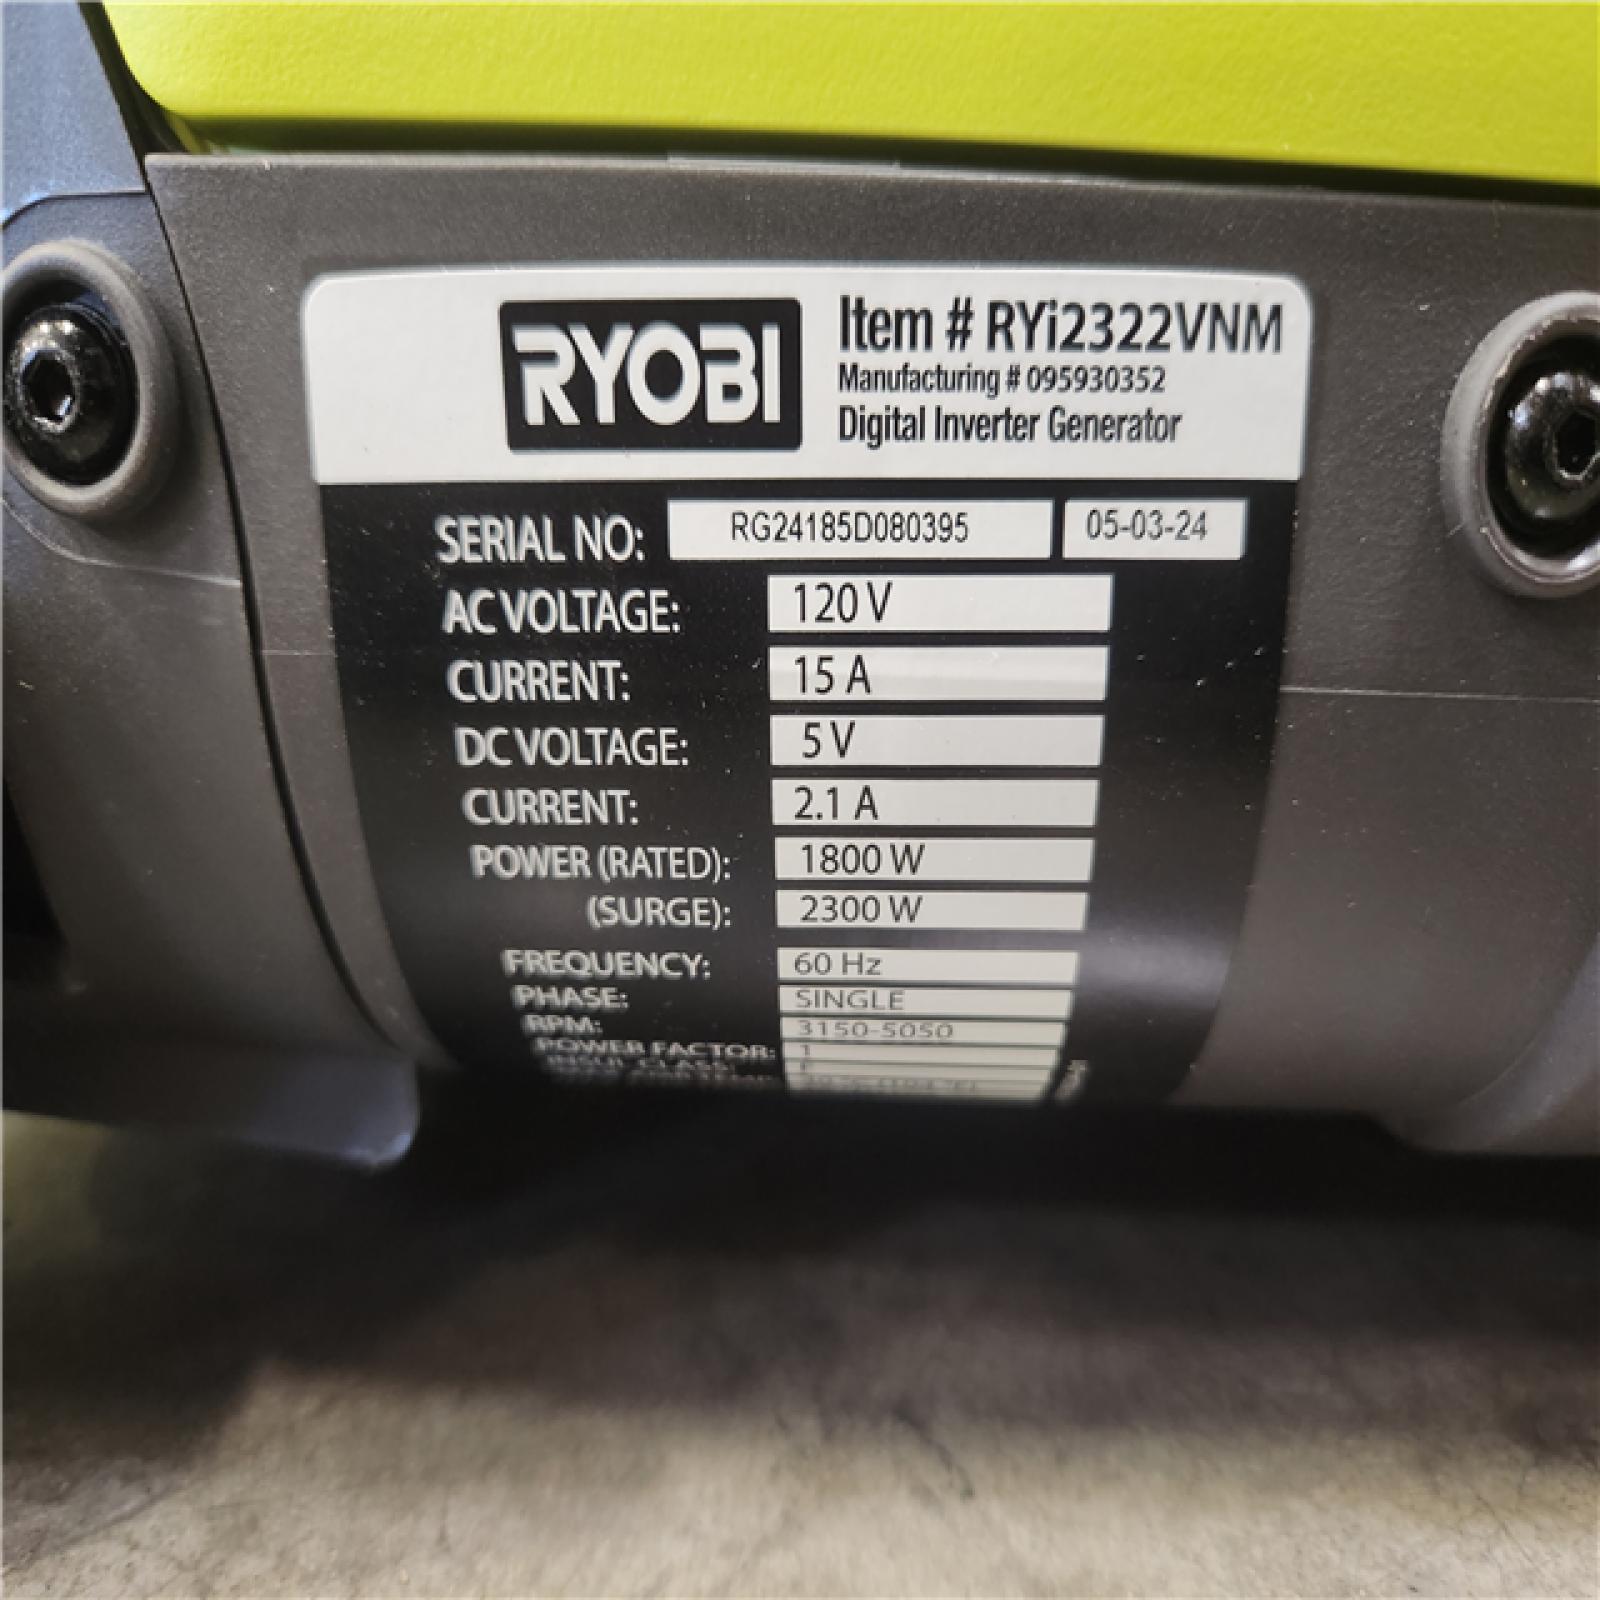 RYOBI
Item # RYi2322VNM
Manufacturing # 095930352
Digital Inverter Generator
SERIAL NO: RG24185D080395 05-03-24
AC VOLTAGE: 120 V
CURRENT: 15 A
DC VOLTAGE: 5 V
CURRENT: 2.1 A
POWER (RATED): 1800 W
(SURGE): 2300 W
FREQUENCY: 60 Hz
PHASE: SINGLE
RPM: 3150-5050
POWER FACTOR: 1
INSUL. CLASS: